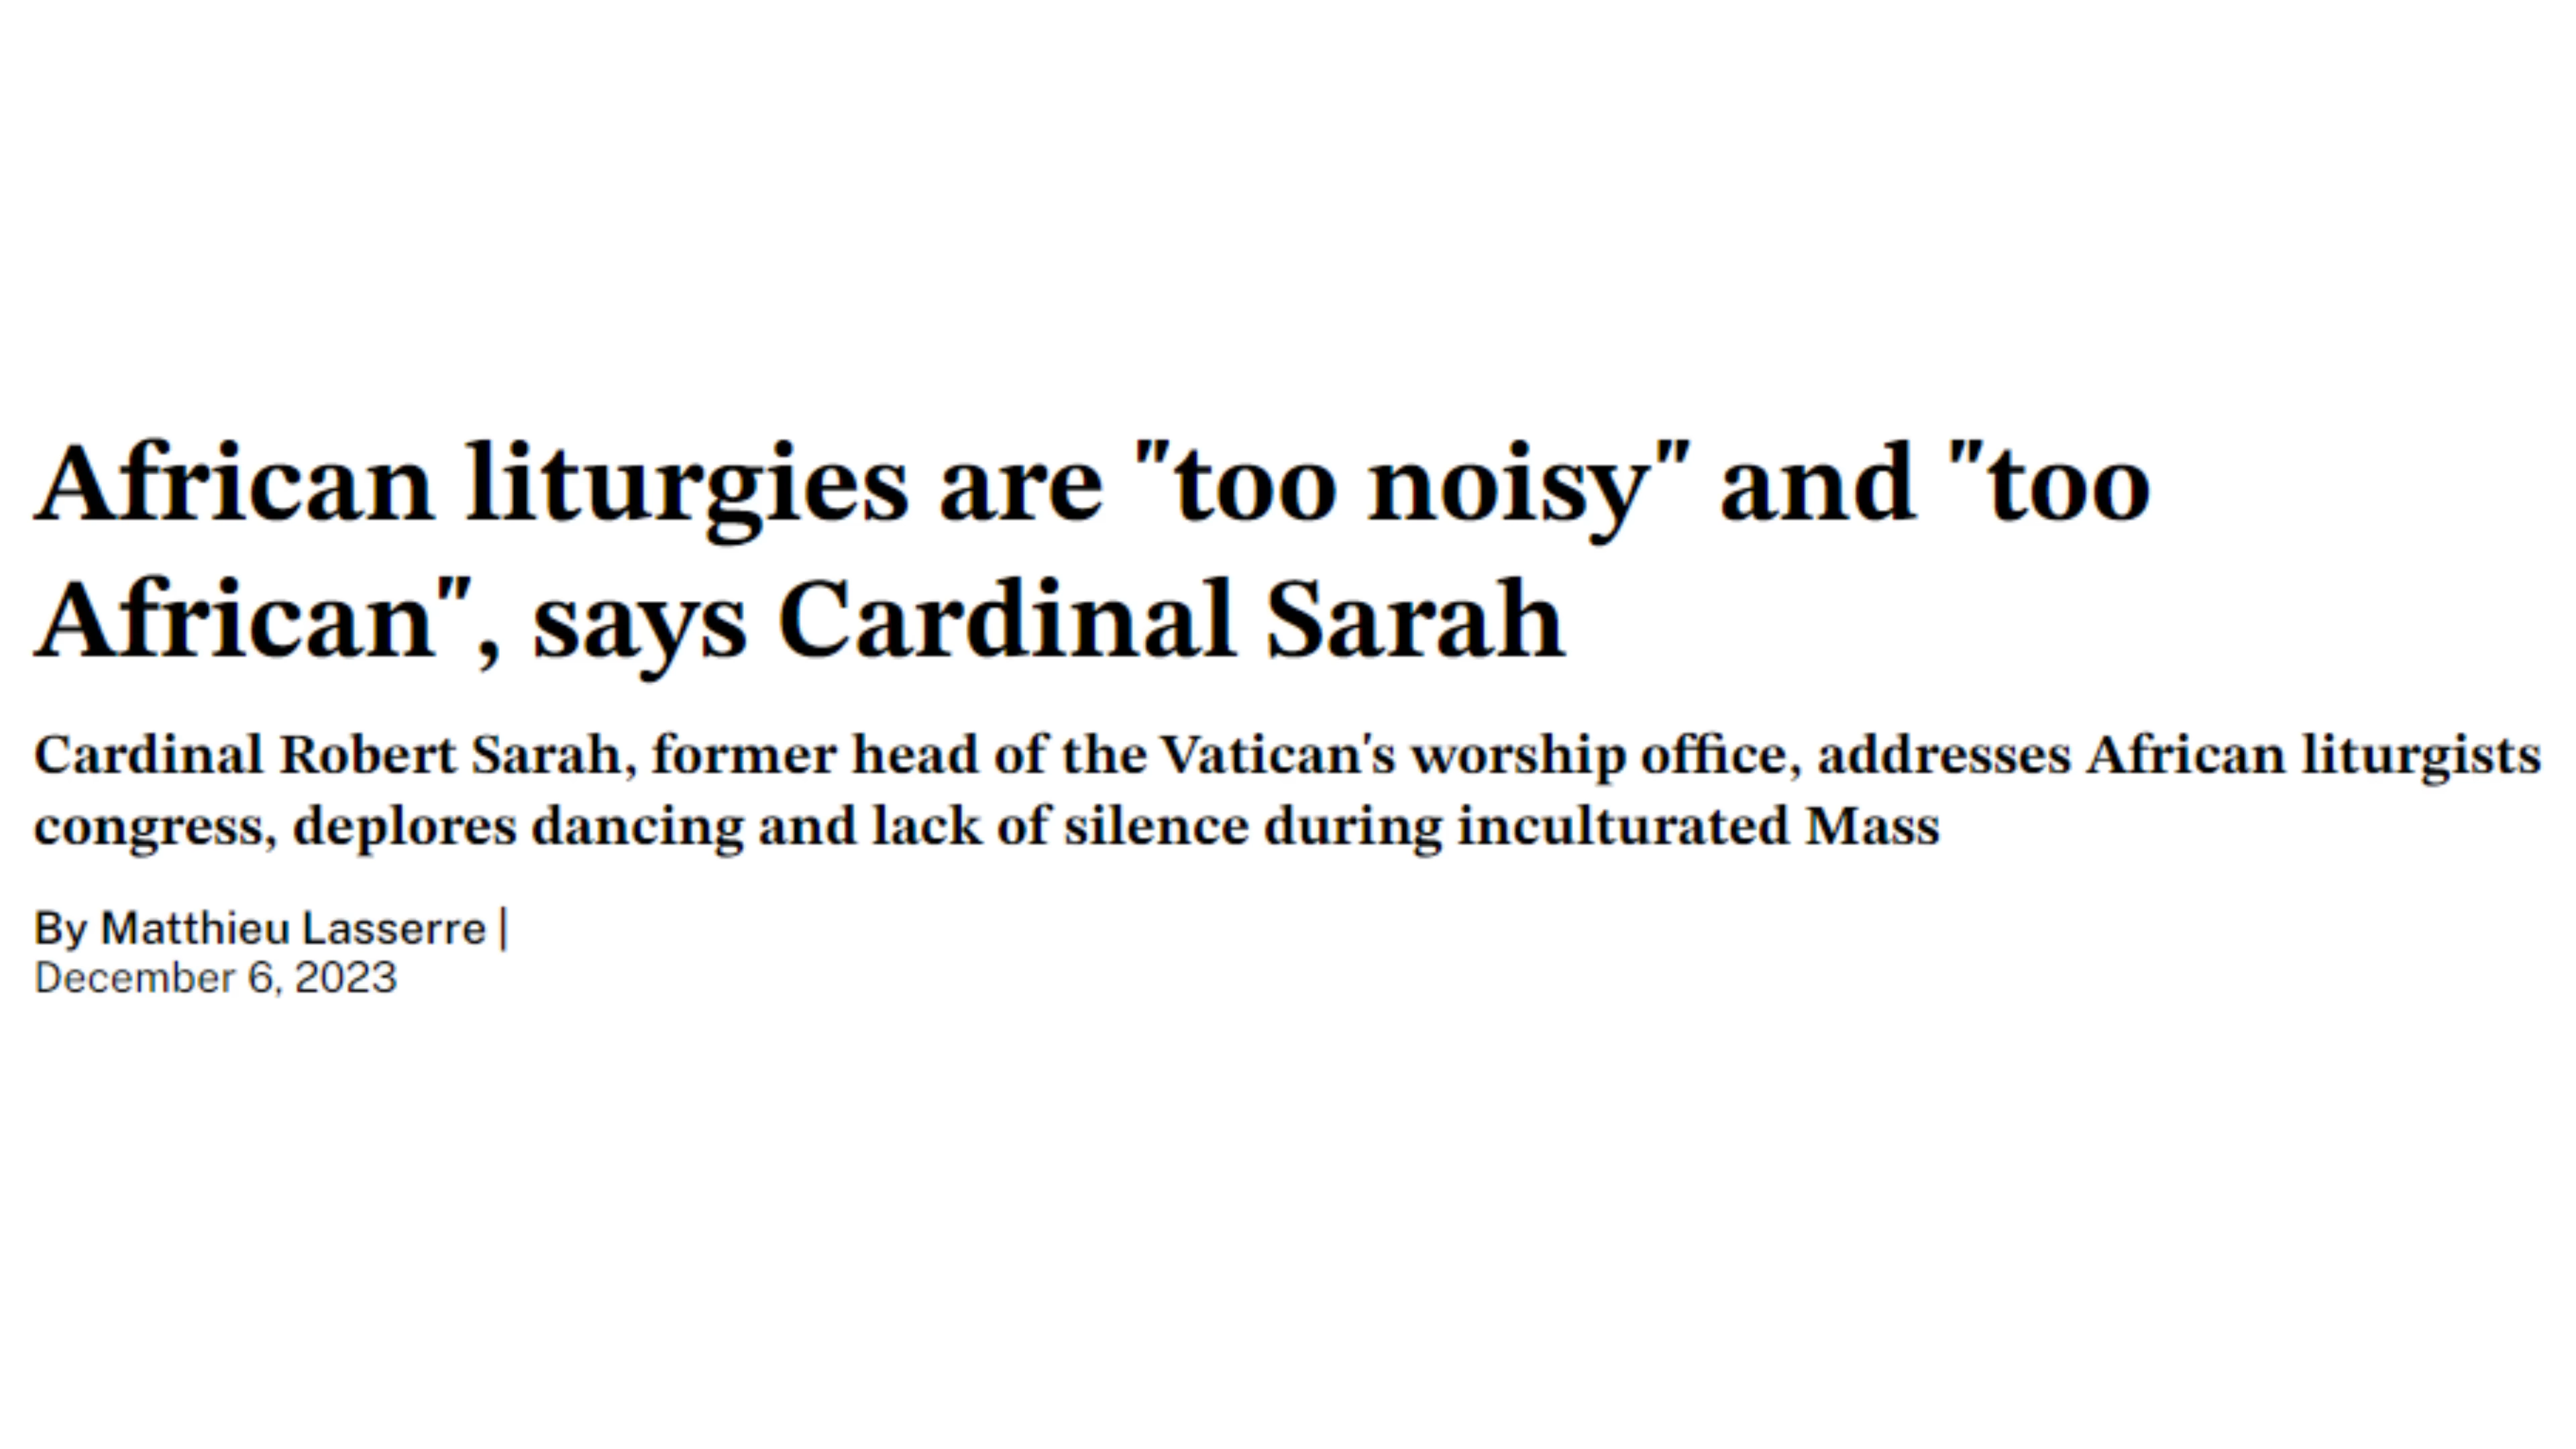 African liturgies are "too noisy" and "too
African", says Cardinal Sarah
Cardinal Robert Sarah, former head of the Vatican's worship office, addresses African liturgists
congress, deplores dancing and lack of silence during inculturated Mass
By Matthieu Lasserre |
December 6, 2023